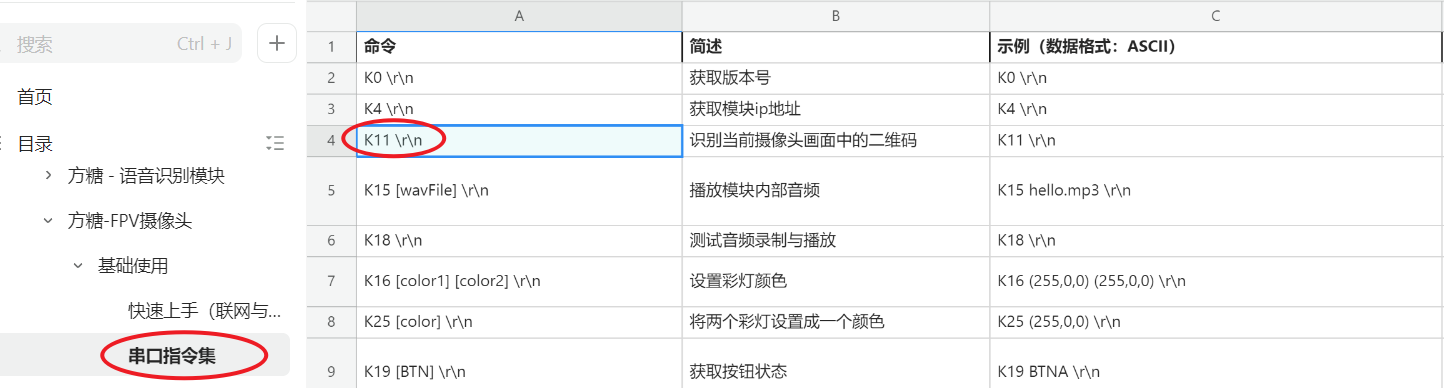 搜索 Ctrl + J
首页
目录
方糖 - 语音识别模块
方糖-FPV摄像头
基础使用
快速上手（联网与...
串口指令集
A B C
1 命令 简述 示例（数据格式：ASCII）
2 K0 \r\n 获取版本号 K0 \r\n
3 K4 \r\n 获取模块ip地址 K4 \r\n
4 K11 \r\n 识别当前摄像头画面中的二维码 K11 \r\n
5 K15 [wavFile] \r\n 播放模块内部音频 K15 hello.mp3 \r\n
6 K18 \r\n 测试音频录制与播放 K18 \r\n
7 K16 [color1] [color2] \r\n 设置彩灯颜色 K16 (255,0,0) (255,0,0) \r\n
8 K25 [color] \r\n 将两个彩灯设置成一个颜色 K25 (255,0,0) \r\n
9 K19 [BTN] \r\n 获取按钮状态 K19 BTNA \r\n